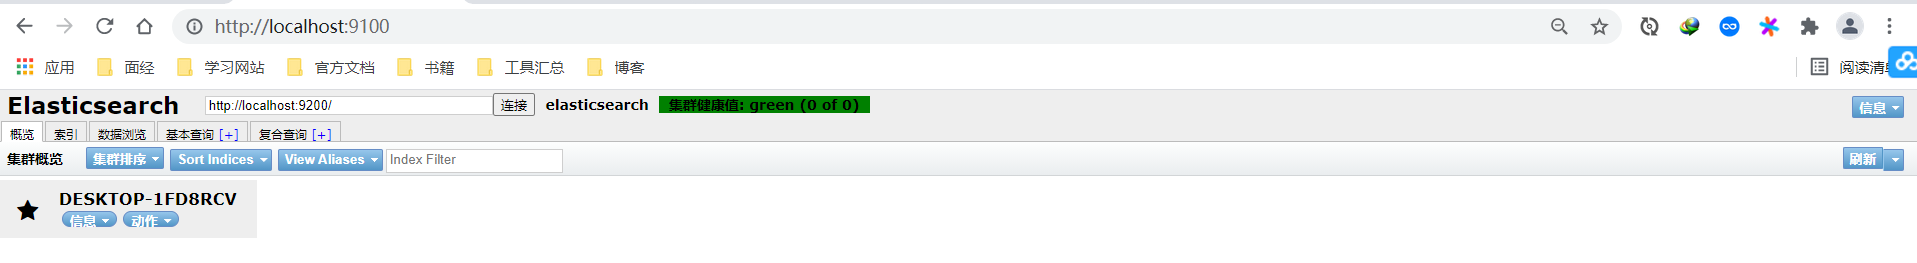 http://localhost:9100
应用 面经 学习网站 官方文档 书籍 工具汇总 博客 阅读清单
Elasticsearch http://localhost:9200/ 连接 elasticsearch 集群健康值: green (0 of 0) 信息
概览 索引 数据浏览 基本查询 [+] 复合查询 [+]
集群概览 集群排序 Sort Indices View Aliases Index Filter 刷新
DESKTOP-1FD8RCV
信息 动作